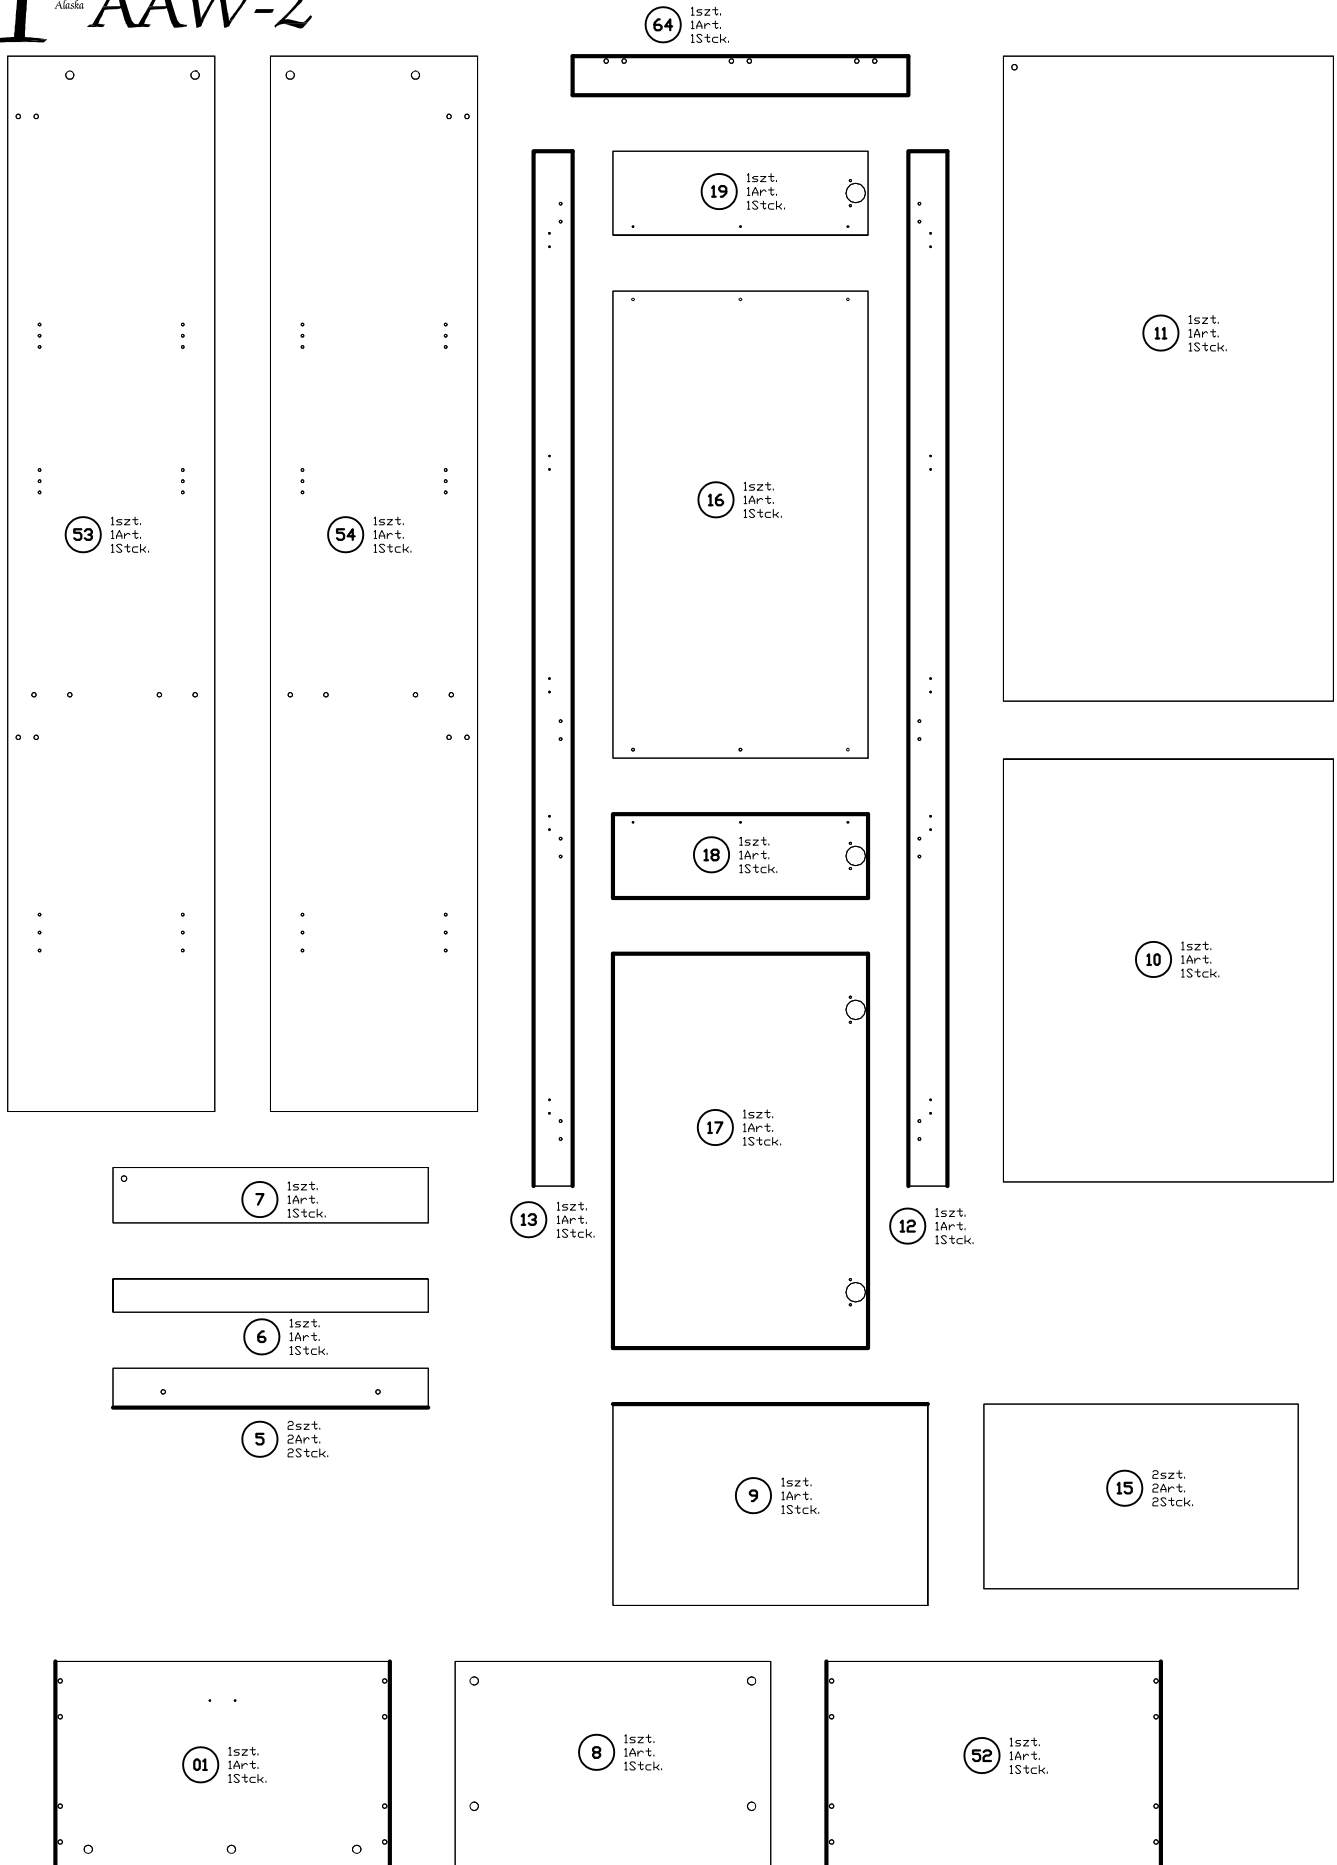 Alaska AAW-2
64 1szt.
1Art.
1Stck.
19 1szt.
1Art.
1Stck.
11 1szt.
1Art.
1Stck.
16 1szt.
1Art.
1Stck.
53 1szt.
1Art.
1Stck.
54 1szt.
1Art.
1Stck.
18 1szt.
1Art.
1Stck.
10 1szt.
1Art.
1Stck.
17 1szt.
1Art.
1Stck.
7 1szt.
1Art.
1Stck.
13 1szt.
1Art.
1Stck.
12 1szt.
1Art.
1Stck.
6 1szt.
1Art.
1Stck.
5 2szt.
2Art.
2Stck.
9 1szt.
1Art.
1Stck.
15 2szt.
2Art.
2Stck.
01 1szt.
1Art.
1Stck.
8 1szt.
1Art.
1Stck.
52 1szt.
1Art.
1Stck.